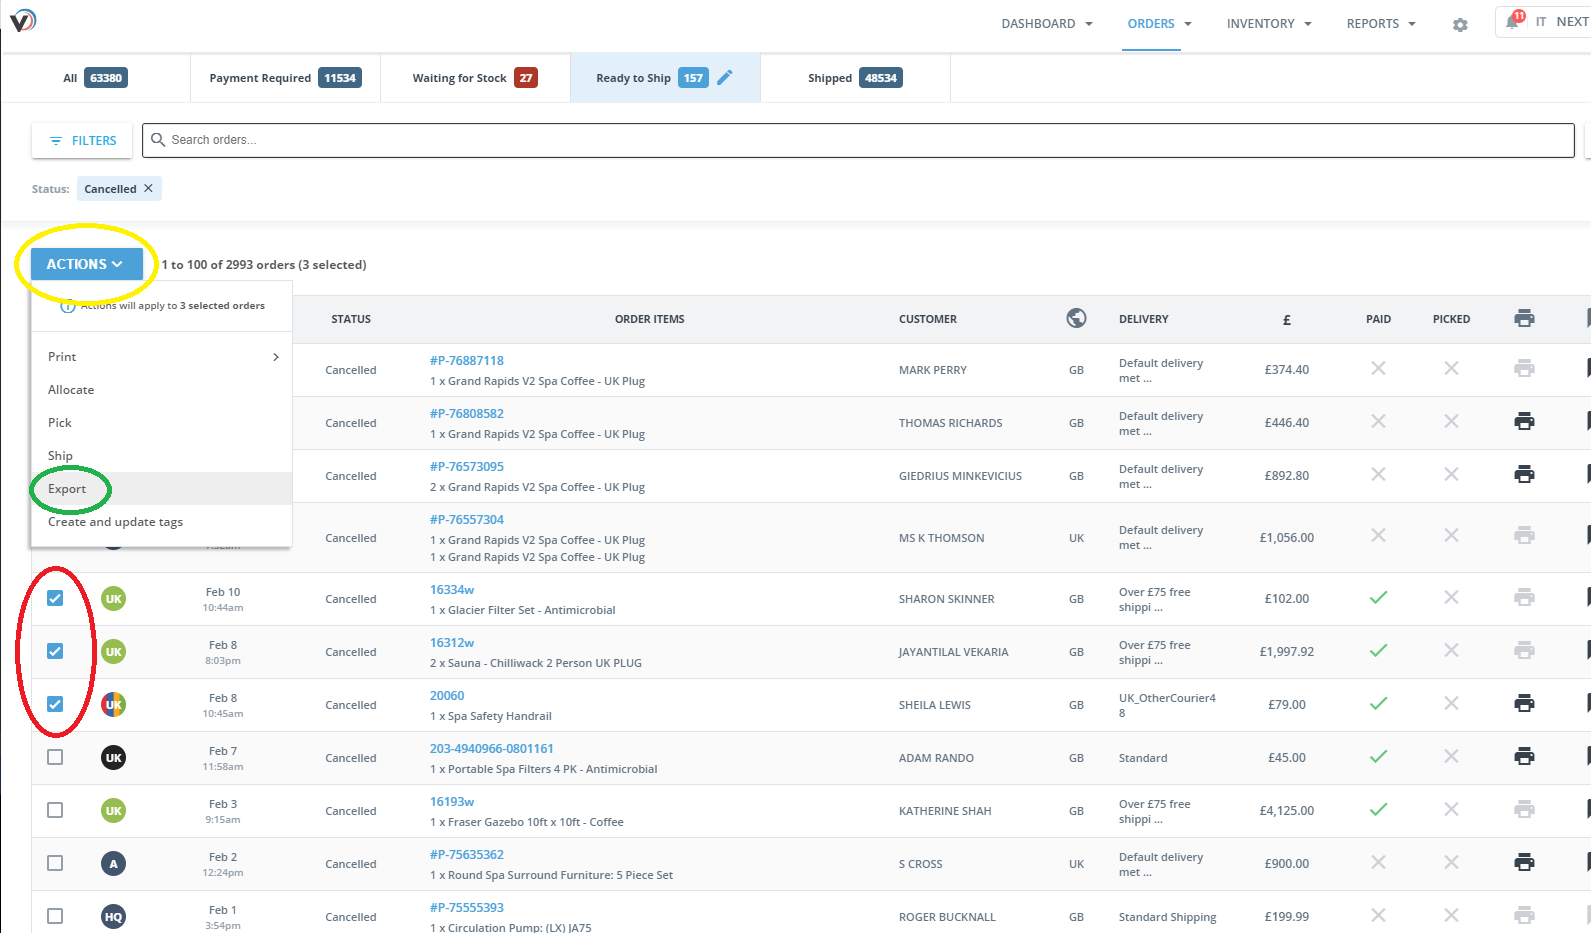 DASHBOARD ORDERS INVENTORY REPORTS 11 IT NEXT
All 63380 Payment Required 11534 Waiting for Stock 27 Ready to Ship 157 Shipped 48534
FILTERS Search orders...
Status: Cancelled
ACTIONS 1 to 100 of 2993 orders (3 selected)
Actions will apply to 3 selected orders
Print
Allocate
Pick
Ship
Export
Create and update tags
STATUS ORDER ITEMS CUSTOMER DELIVERY £ PAID PICKED
Cancelled #P-76887118 MARK PERRY GB Default delivery £374.40
1 x Grand Rapids V2 Spa Coffee - UK Plug met ...
Cancelled #P-76808582 THOMAS RICHARDS GB Default delivery £446.40
1 x Grand Rapids V2 Spa Coffee - UK Plug met ...
Cancelled #P-76573095 GIEDRIUS MINKEVICIUS GB Default delivery £892.80
2 x Grand Rapids V2 Spa Coffee - UK Plug met ...
Cancelled #P-76557304 MS K THOMSON UK Default delivery £1,056.00
1 x Grand Rapids V2 Spa Coffee - UK Plug met ...
1 x Grand Rapids V2 Spa Coffee - UK Plug
UK Feb 10 Cancelled 16334w SHARON SKINNER GB Over £75 free £102.00
10:44am 1 x Glacier Filter Set - Antimicrobial shippi ...
UK Feb 8 Cancelled 16312w JAYANTILAL VEKARIA GB Over £75 free £1,997.92
8:03pm 2 x Sauna - Chilliwack 2 Person UK PLUG shippi ...
UK Feb 8 Cancelled 20060 SHEILA LEWIS GB UK_OtherCourier4 £79.00
10:45am 1 x Spa Safety Handrail 8
UK Feb 7 Cancelled 203-4940966-0801161 ADAM RANDO GB Standard £45.00
11:58am 1 x Portable Spa Filters 4 PK - Antimicrobial
UK Feb 3 Cancelled 16193w KATHERINE SHAH GB Over £75 free £4,125.00
9:15am 1 x Fraser Gazebo 10ft x 10ft - Coffee shippi ...
A Feb 2 Cancelled #P-75635362 S CROSS UK Default delivery £900.00
12:24pm 1 x Round Spa Surround Furniture: 5 Piece Set met ...
HQ Feb 1 Cancelled #P-75555393 ROGER BUCKNALL GB Standard Shipping £199.99
3:54pm 1 x Circulation Pump: (LX) JA75